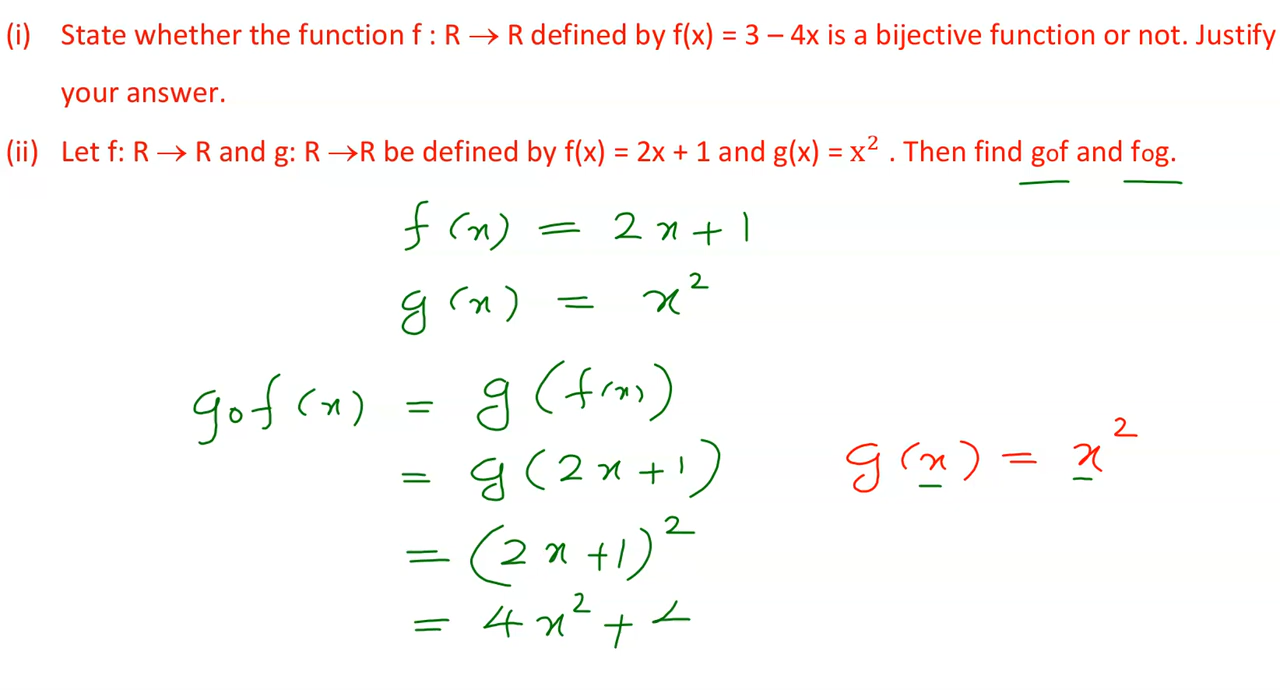 (i) State whether the function f : R → R defined by f(x) = 3 – 4x is a bijective function or not. Justify
your answer.
(ii) Let f: R → R and g: R →R be defined by f(x) = 2x + 1 and g(x) = x² . Then find gof and fog.
f(x) = 2x + 1
g(x) = x²
gof(x) = g(f(x))
= g(2x+1)
g(x) = x²
= (2x+1)²
= 4x² +